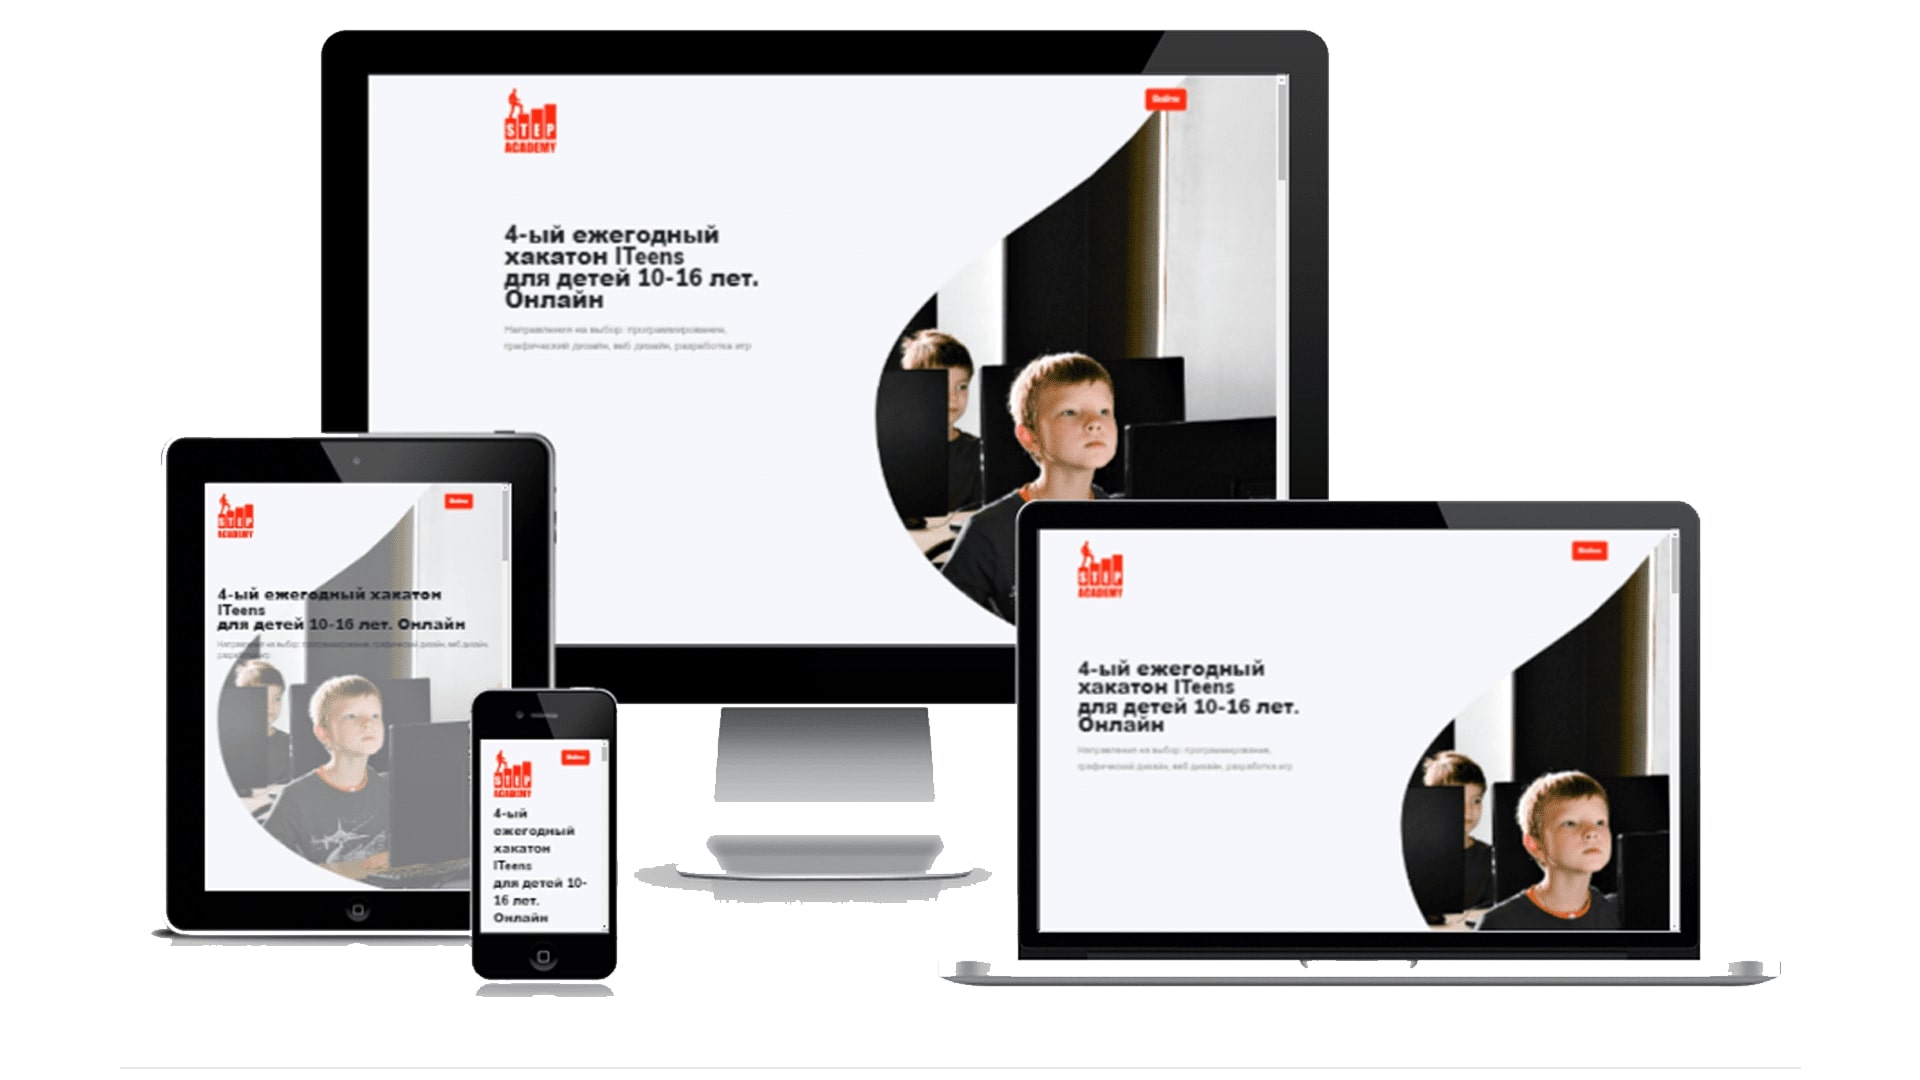 STEP
ACADEMY
Войти
4-ый ежегодный
хакатон ITeens
для детей 10-16 лет.
Онлайн
Направления на выбор: программирование,
графический дизайн, веб дизайн, разработка игр
STEP
ACADEMY
Войти
4-ый ежегодный хакатон
ITeens
для детей 10-16 лет. Онлайн
Направления на выбор: программирование, графический дизайн, веб дизайн,
разработка игр
STEP
ACADEMY
Войти
4-ый
ежегодный
хакатон
ITeens
для детей 10-
16 лет.
Онлайн
STEP
ACADEMY
Войти
4-ый ежегодный
хакатон ITeens
для детей 10-16 лет.
Онлайн
Направления на выбор: программирование,
графический дизайн, веб дизайн, разработка игр